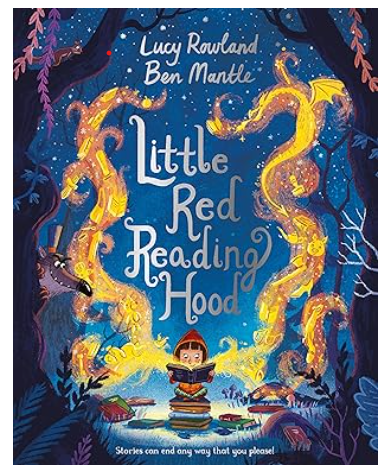 Lucy Rowland
Ben Mantle
Little
Red
Reading
Hood
Stories can end any way that you please!